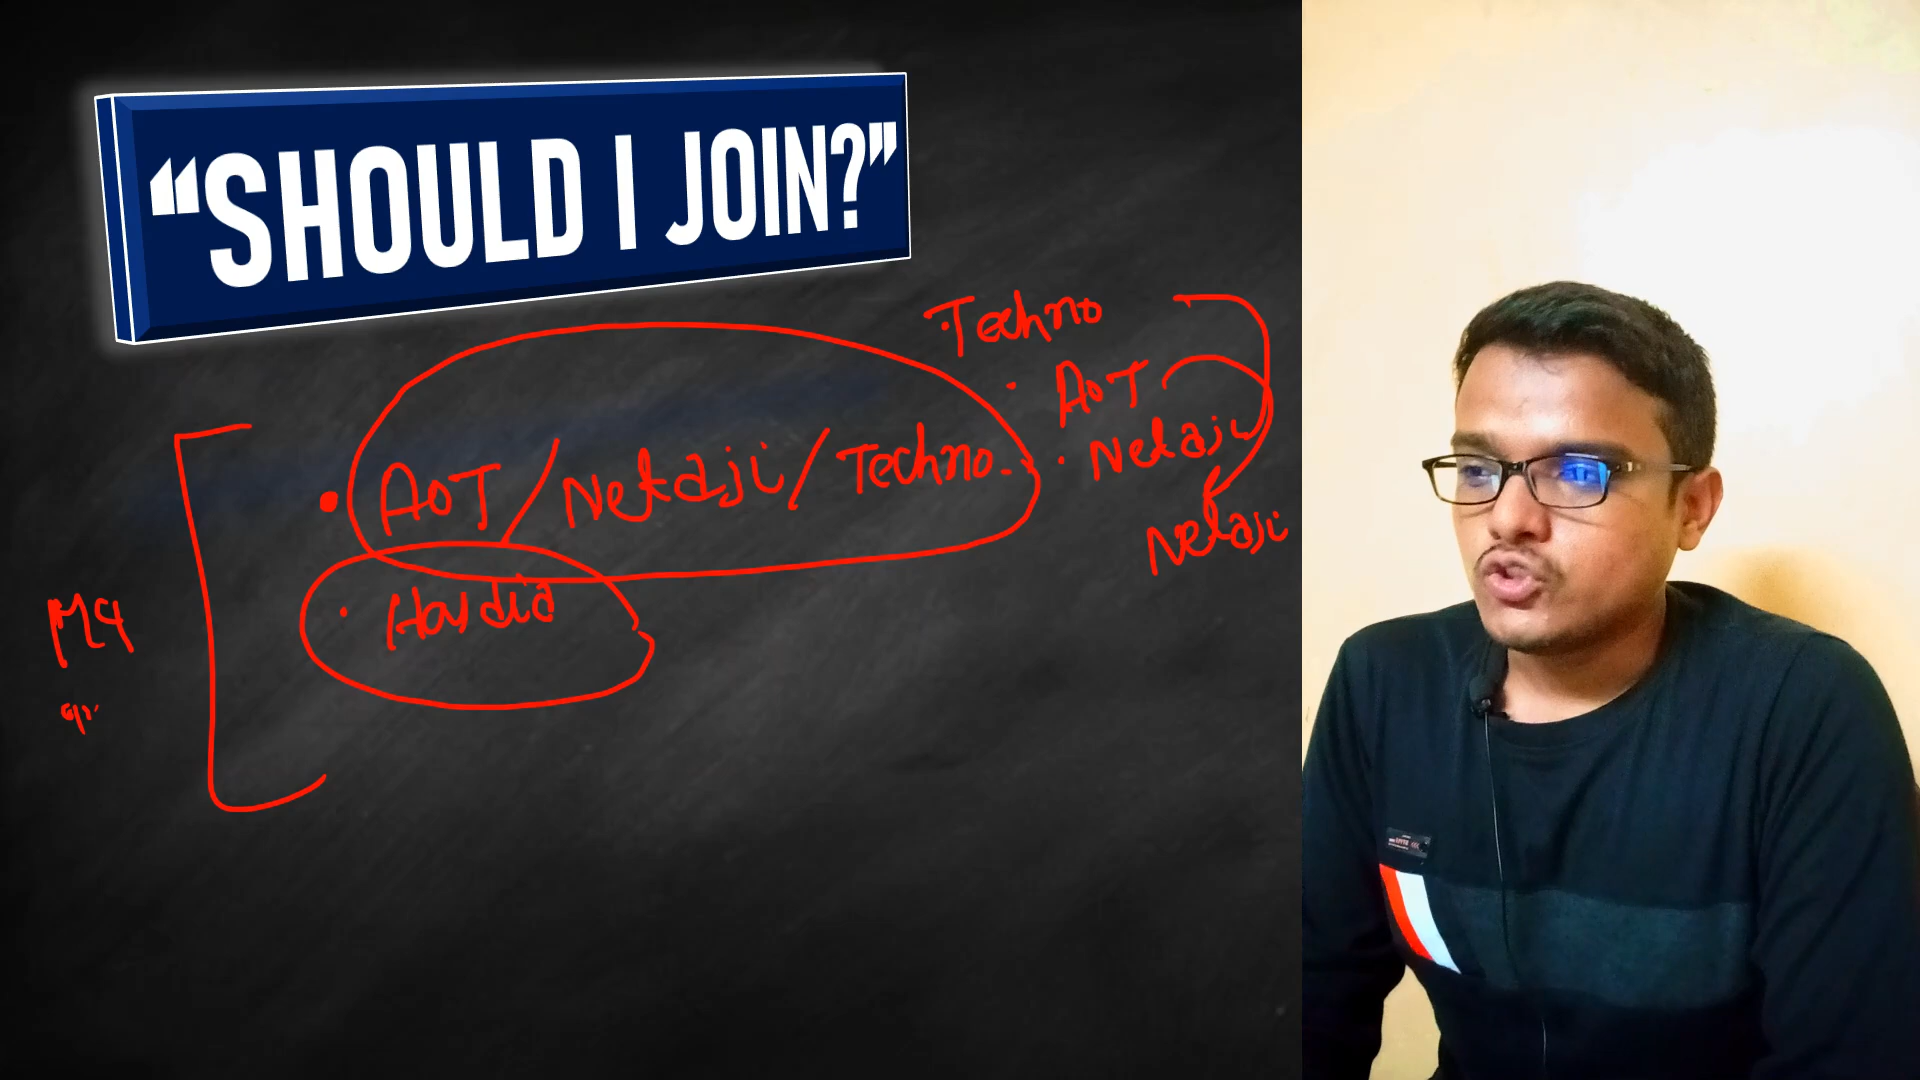 “SHOULD I JOIN?”
Techno
AOT
Netaji
AOT / Netaji / Techno
Netaji
Haldia